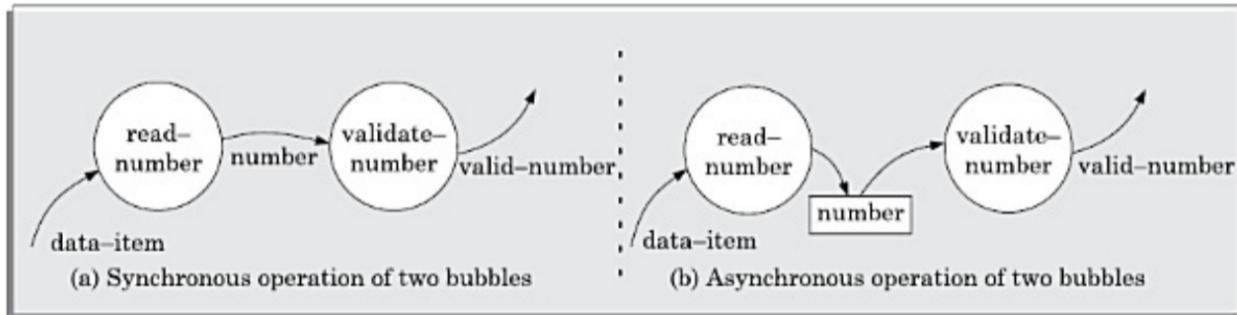 read–
number
number
validate–
number
valid–number
data–item
(a) Synchronous operation of two bubbles
read–
number
number
validate–
number
valid–number
data–item
(b) Asynchronous operation of two bubbles